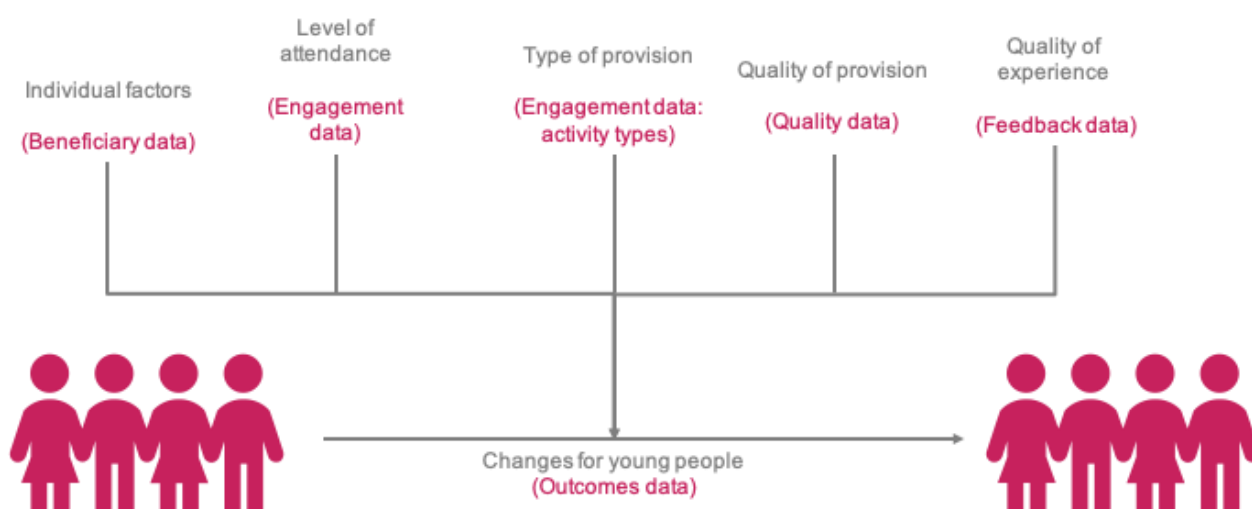 Individual factors
(Beneficiary data)
Level of
attendance
(Engagement
data)
Type of provision
(Engagement data:
activity types)
Quality of provision
(Quality data)
Quality of
experience
(Feedback data)
Changes for young people
(Outcomes data)